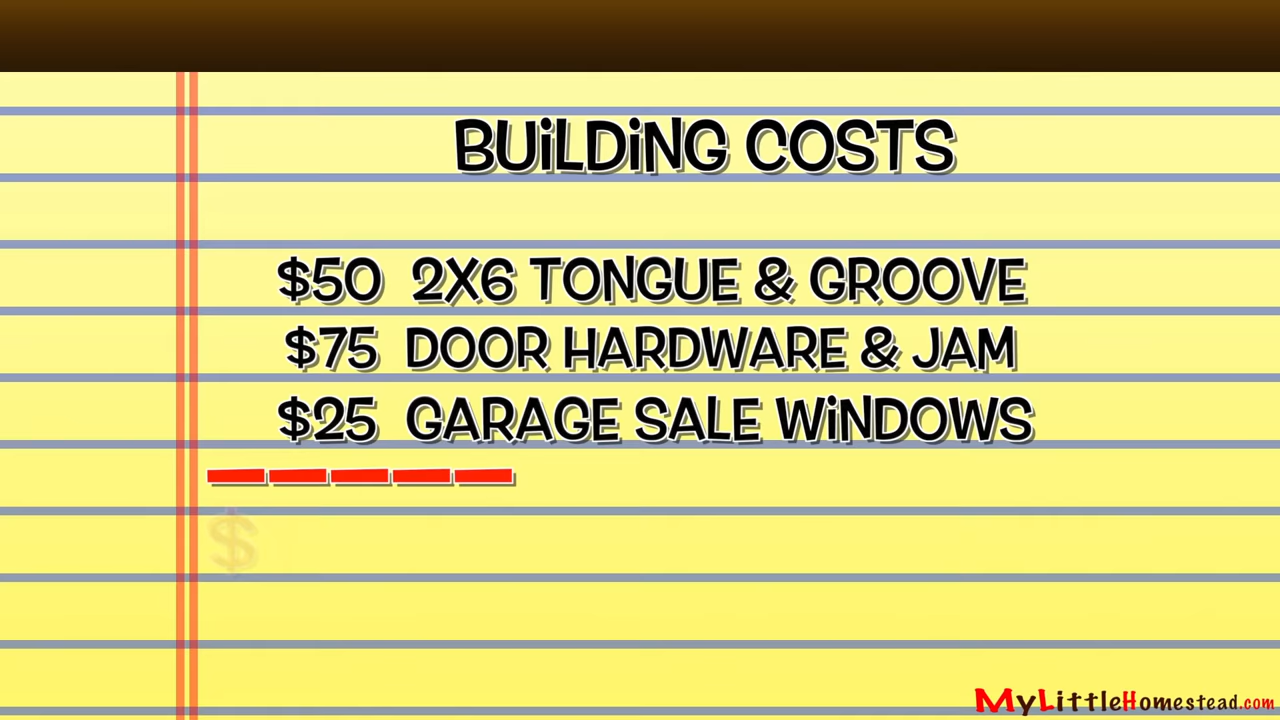 BUiLDiNG COSTS
$50 2X6 TONGUE & GROOVE
$75 DOOR HARDWARE & JAM
$25 GARAGE SALE WiNDOWS
$
MyLittleHomestead.com